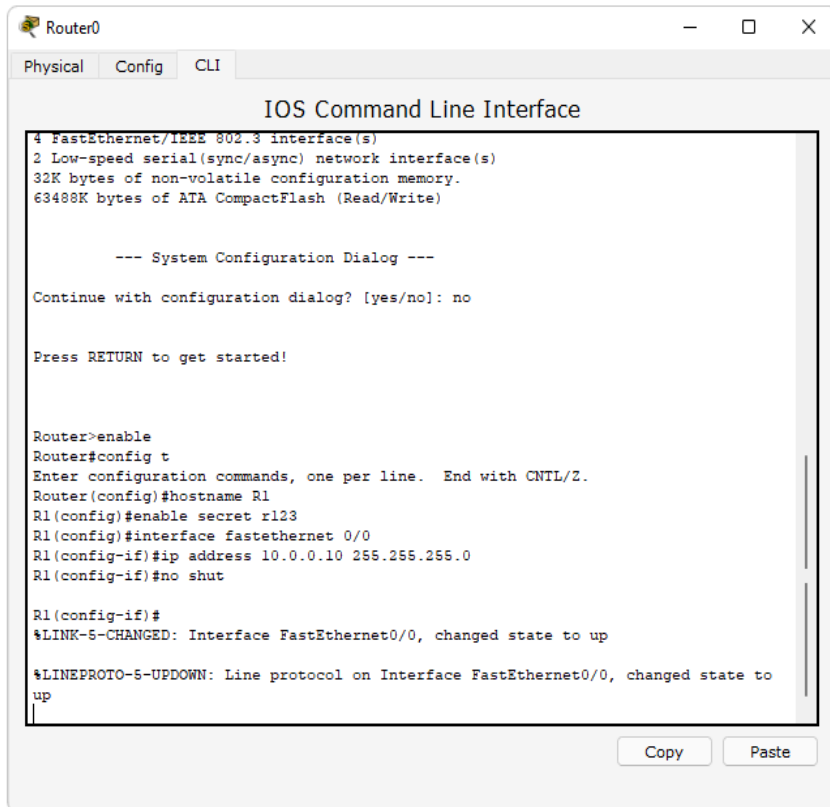 Router0
Physical Config CLI
IOS Command Line Interface
4 FastEthernet/IEEE 802.3 interface(s)
2 Low-speed serial(sync/async) network interface(s)
32K bytes of non-volatile configuration memory.
63488K bytes of ATA CompactFlash (Read/Write)
--- System Configuration Dialog ---
Continue with configuration dialog? [yes/no]: no
Press RETURN to get started!
Router>enable
Router#config t
Enter configuration commands, one per line.  End with CNTL/Z.
Router(config)#hostname R1
R1(config)#enable secret r123
R1(config)#interface fastethernet 0/0
R1(config-if)#ip address 10.0.0.10 255.255.255.0
R1(config-if)#no shut
R1(config-if)#
%LINK-5-CHANGED: Interface FastEthernet0/0, changed state to up
%LINEPROTO-5-UPDOWN: Line protocol on Interface FastEthernet0/0, changed state to
up
Copy Paste